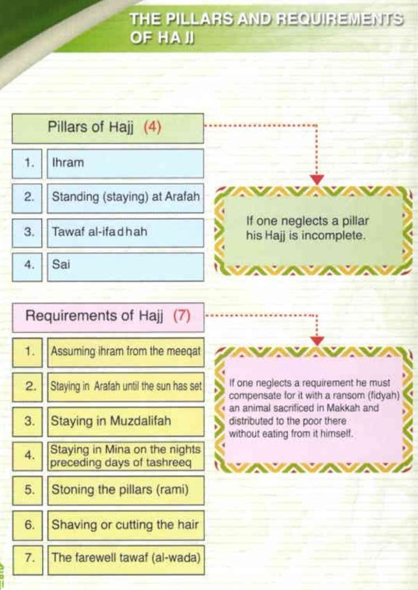 THE PILLARS AND REQUIREMENTS
OF HAJJ
Pillars of Hajj (4)
1. Ihram
2. Standing (staying) at Arafah
3. Tawaf al-ifadhah
4. Sai
If one neglects a pillar
his Hajj is incomplete.
Requirements of Hajj (7)
1. Assuming ihram from the meeqat
2. Staying in Arafah until the sun has set
3. Staying in Muzdalifah
4. Staying in Mina on the nights
preceding days of tashreeq
5. Stoning the pillars (rami)
6. Shaving or cutting the hair
7. The farewell tawaf (al-wada)
If one neglects a requirement he must
compensate for it with a ransom (fidyah)
an animal sacrificed in Makkah and
distributed to the poor there
without eating from it himself.